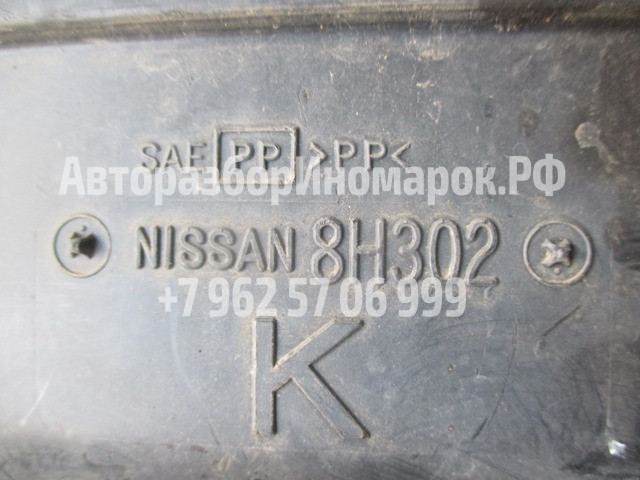 SAE PP >PP<
АвторазборИномарок.РФ
NISSAN 8H302
+7 962 57 06 999
K